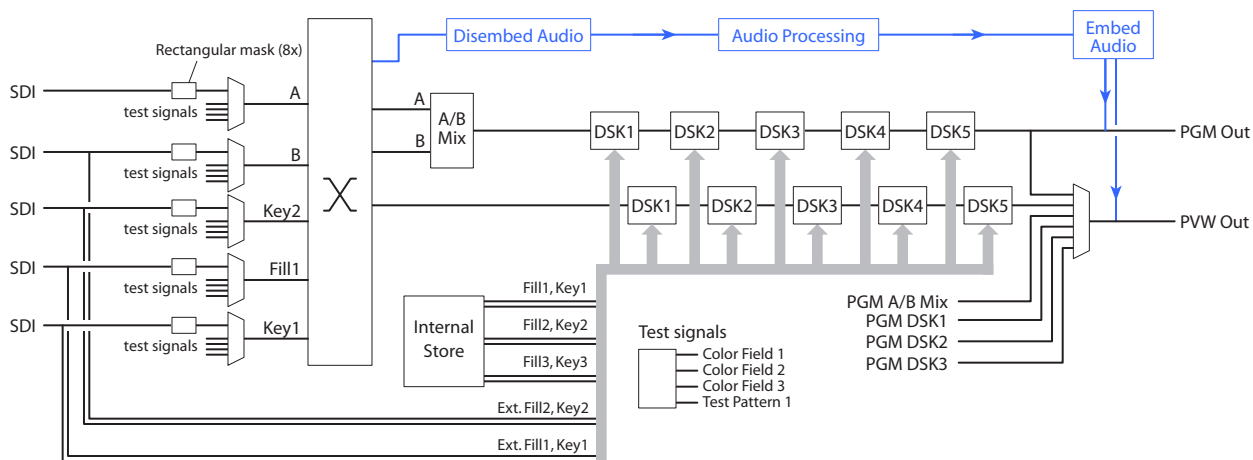 Disembed Audio
Audio Processing
Embed
Audio
Rectangular mask (8x)
SDI
test signals
A
SDI
test signals
B
SDI
test signals
Key2
SDI
test signals
Fill1
SDI
test signals
Key1
A
B
A/B
Mix
DSK1
DSK2
DSK3
DSK4
DSK5
PGM Out
DSK1
DSK2
DSK3
DSK4
DSK5
PVW Out
PGM A/B Mix
PGM DSK1
PGM DSK2
PGM DSK3
Internal
Store
Fill1, Key1
Fill2, Key2
Fill3, Key3
Test signals
Color Field 1
Color Field 2
Color Field 3
Test Pattern 1
Ext. Fill2, Key2
Ext. Fill1, Key1